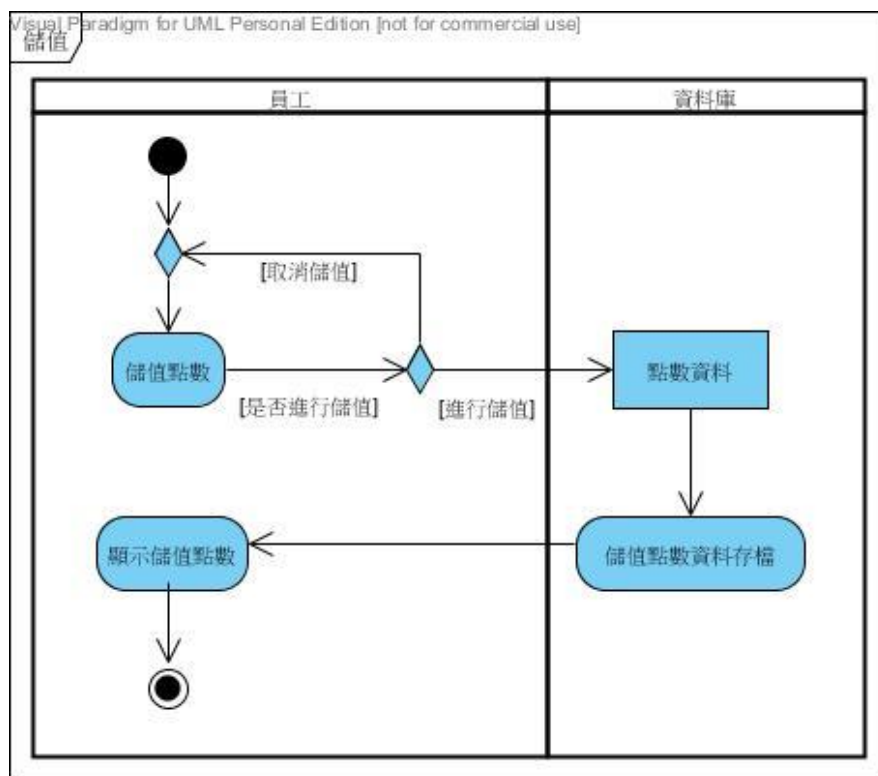 Visual Paradigm for UML Personal Edition [not for commercial use]
儲值
員工
資料庫
[取消儲值]
儲值點數
點數資料
[是否進行儲值]
[進行儲值]
顯示儲值點數
儲值點數資料存檔